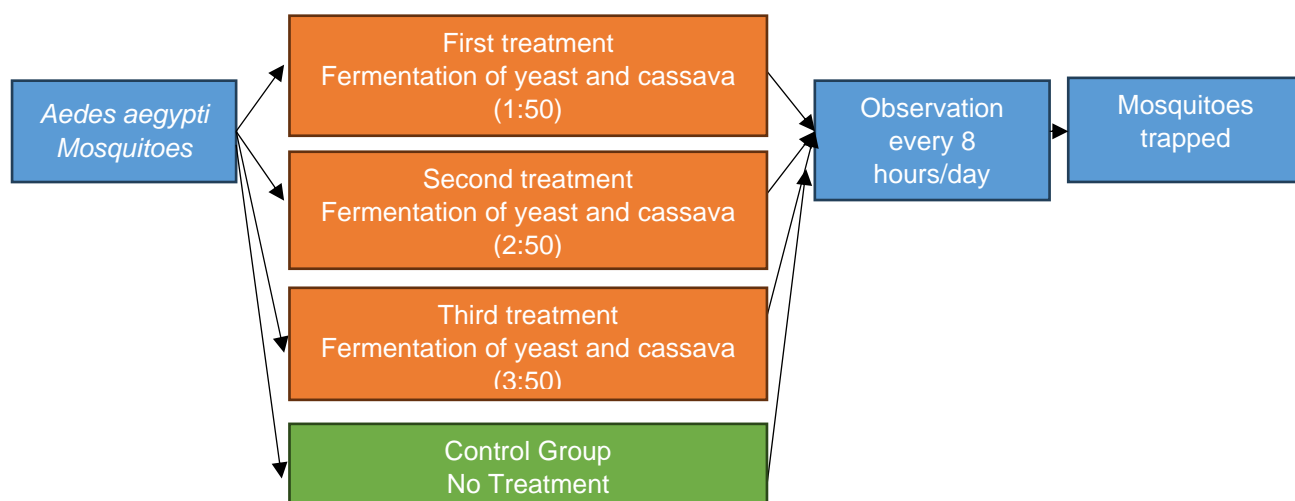 Aedes aegypti
Mosquitoes
First treatment
Fermentation of yeast and cassava
(1:50)
Second treatment
Fermentation of yeast and cassava
(2:50)
Third treatment
Fermentation of yeast and cassava
(3:50)
Control Group
No Treatment
Observation
every 8
hours/day
Mosquitoes
trapped